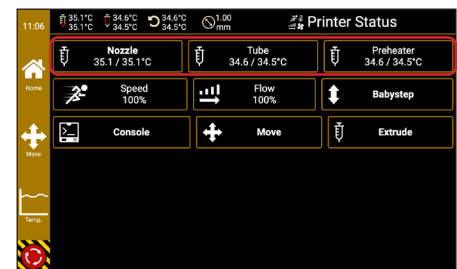 11:06
35.1°C 34.6°C 34.6°C 1.00
35.1°C 34.5°C 34.5°C mm
Printer Status
Nozzle Tube Preheater
35.1 / 35.1°C 34.6 / 34.5°C 34.6 / 34.5°C
Home
Speed Flow Babystep
100% 100%
Console Move Extrude
Move
Temp.